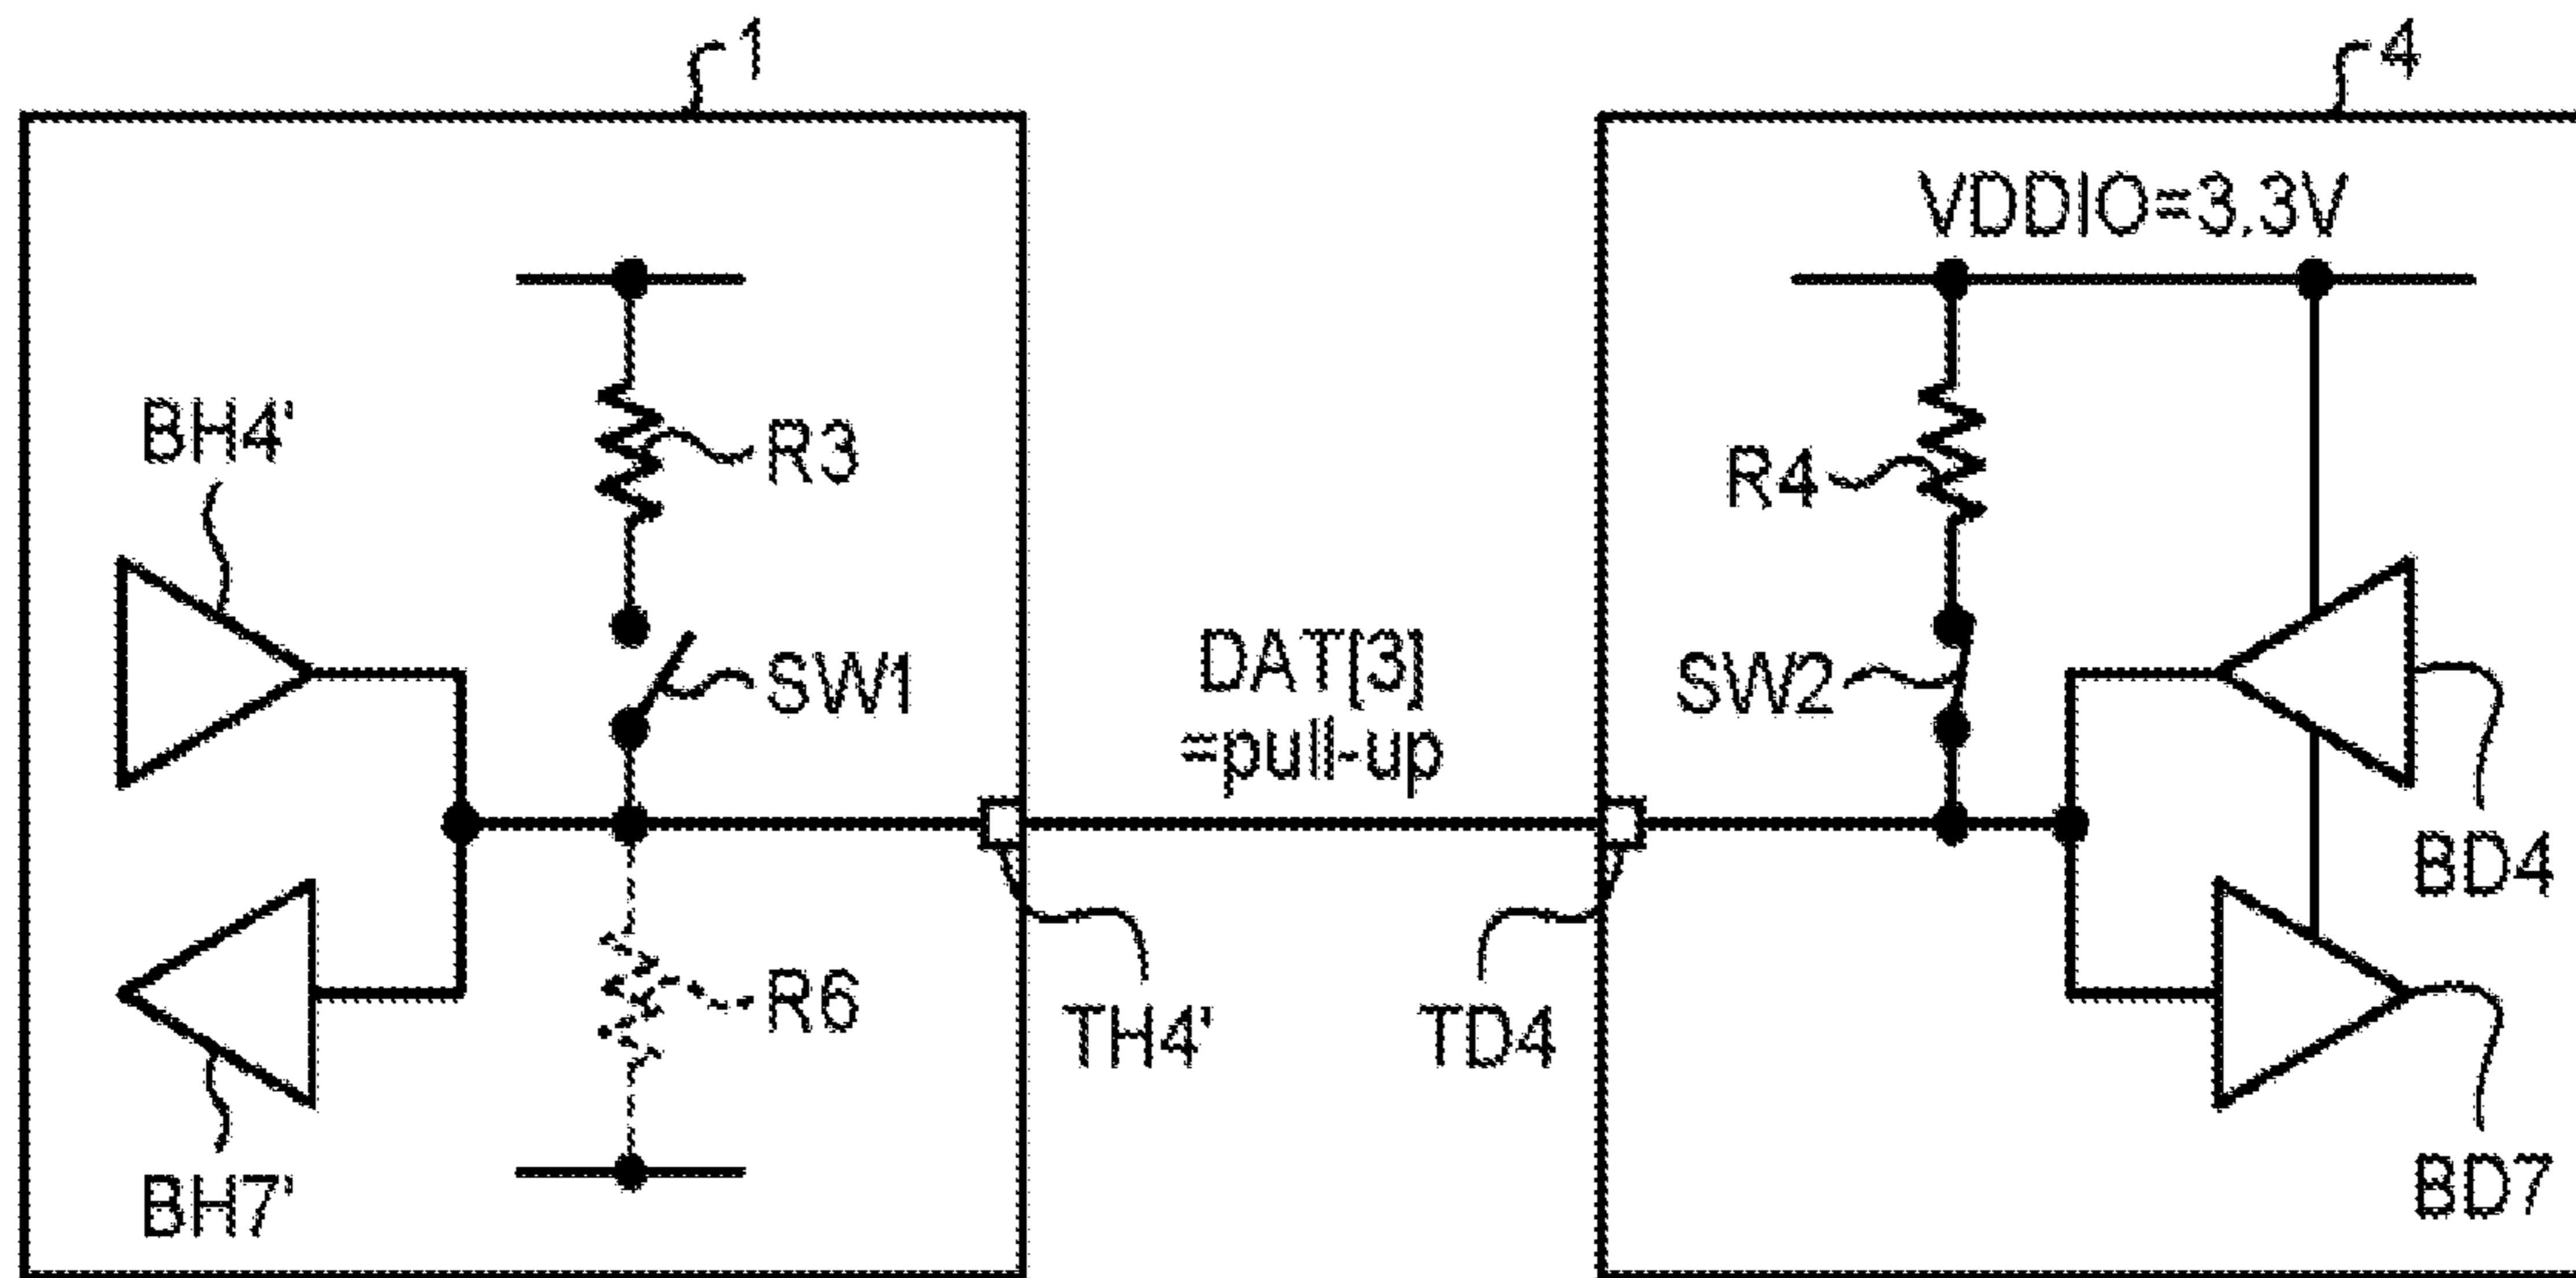 1
4
VDDIO=3.3V
BH4'
R3
R4
SW1
DAT[3]
=pull-up
SW2
BD4
R6
TH4'
TD4
BH7'
BD7